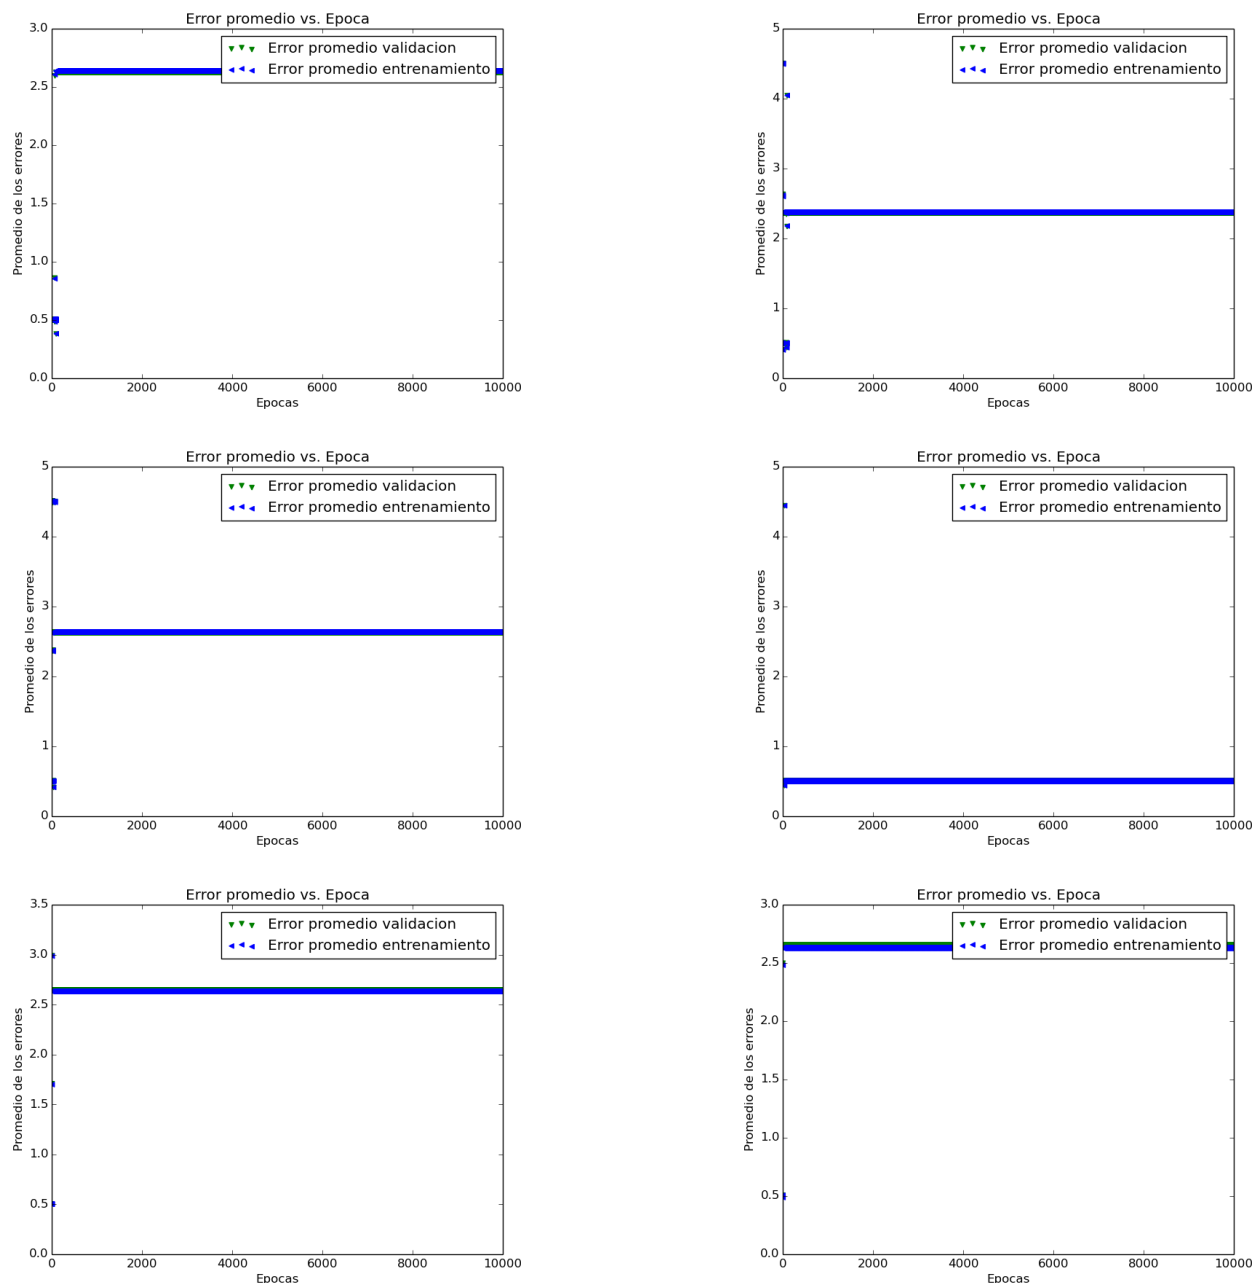 Error promedio vs. Epoca
3.0
2.5
2.0
1.5
1.0
0.5
0.0
Promedio de los errores
Error promedio validacion
Error promedio entrenamiento
0 2000 4000 6000 8000 10000
Epocas
Error promedio vs. Epoca
5
4
3
2
1
0
Promedio de los errores
Error promedio validacion
Error promedio entrenamiento
0 2000 4000 6000 8000 10000
Epocas
Error promedio vs. Epoca
5
4
3
2
1
0
Promedio de los errores
Error promedio validacion
Error promedio entrenamiento
0 2000 4000 6000 8000 10000
Epocas
Error promedio vs. Epoca
5
4
3
2
1
0
Promedio de los errores
Error promedio validacion
Error promedio entrenamiento
0 2000 4000 6000 8000 10000
Epocas
Error promedio vs. Epoca
3.5
3.0
2.5
2.0
1.5
1.0
0.5
0.0
Promedio de los errores
Error promedio validacion
Error promedio entrenamiento
0 2000 4000 6000 8000 10000
Epocas
Error promedio vs. Epoca
3.0
2.5
2.0
1.5
1.0
0.5
0.0
Promedio de los errores
Error promedio validacion
Error promedio entrenamiento
0 2000 4000 6000 8000 10000
Epocas